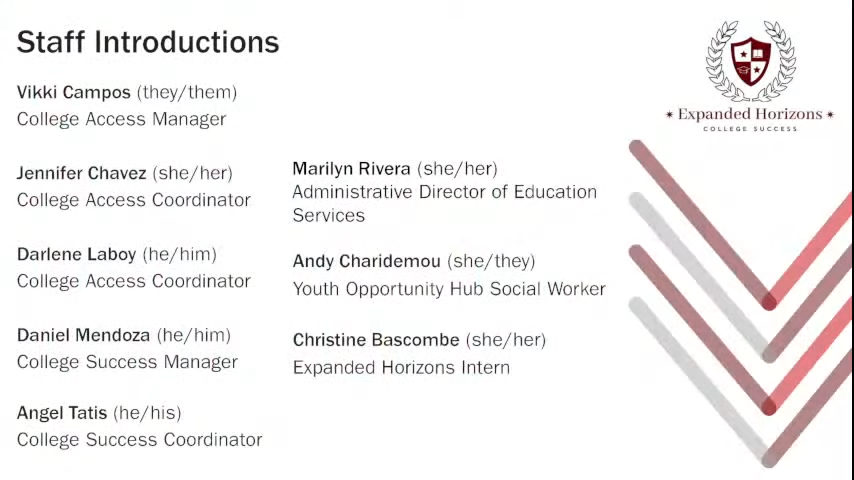 Staff Introductions
Vikki Campos (they/them)
College Access Manager
Jennifer Chavez (she/her)
College Access Coordinator
Darlene Laboy (he/him)
College Access Coordinator
Daniel Mendoza (he/him)
College Success Manager
Angel Tatis (he/his)
College Success Coordinator
Marilyn Rivera (she/her)
Administrative Director of Education
Services
Andy Charidemou (she/they)
Youth Opportunity Hub Social Worker
Christine Bascombe (she/her)
Expanded Horizons Intern
Expanded Horizons
COLLEGE SUCCESS